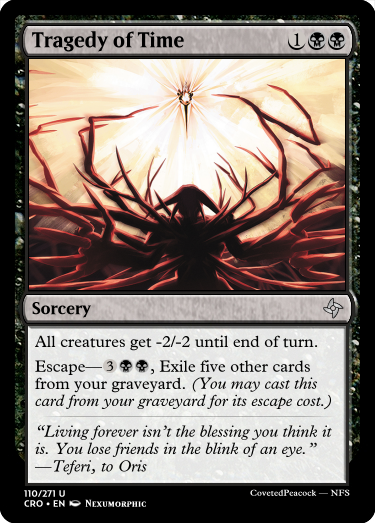 Tragedy of Time 1
Sorcery
All creatures get -2/-2 until end of turn.
Escape—3, Exile five other cards
from your graveyard. (You may cast this
card from your graveyard for its escape cost.)
“Living forever isn’t the blessing you think it
is. You lose friends in the blink of an eye.”
—Teferi, to Oris
110/271 U
CRO • EN Nexumorphic
CovetedPeacock — NFS